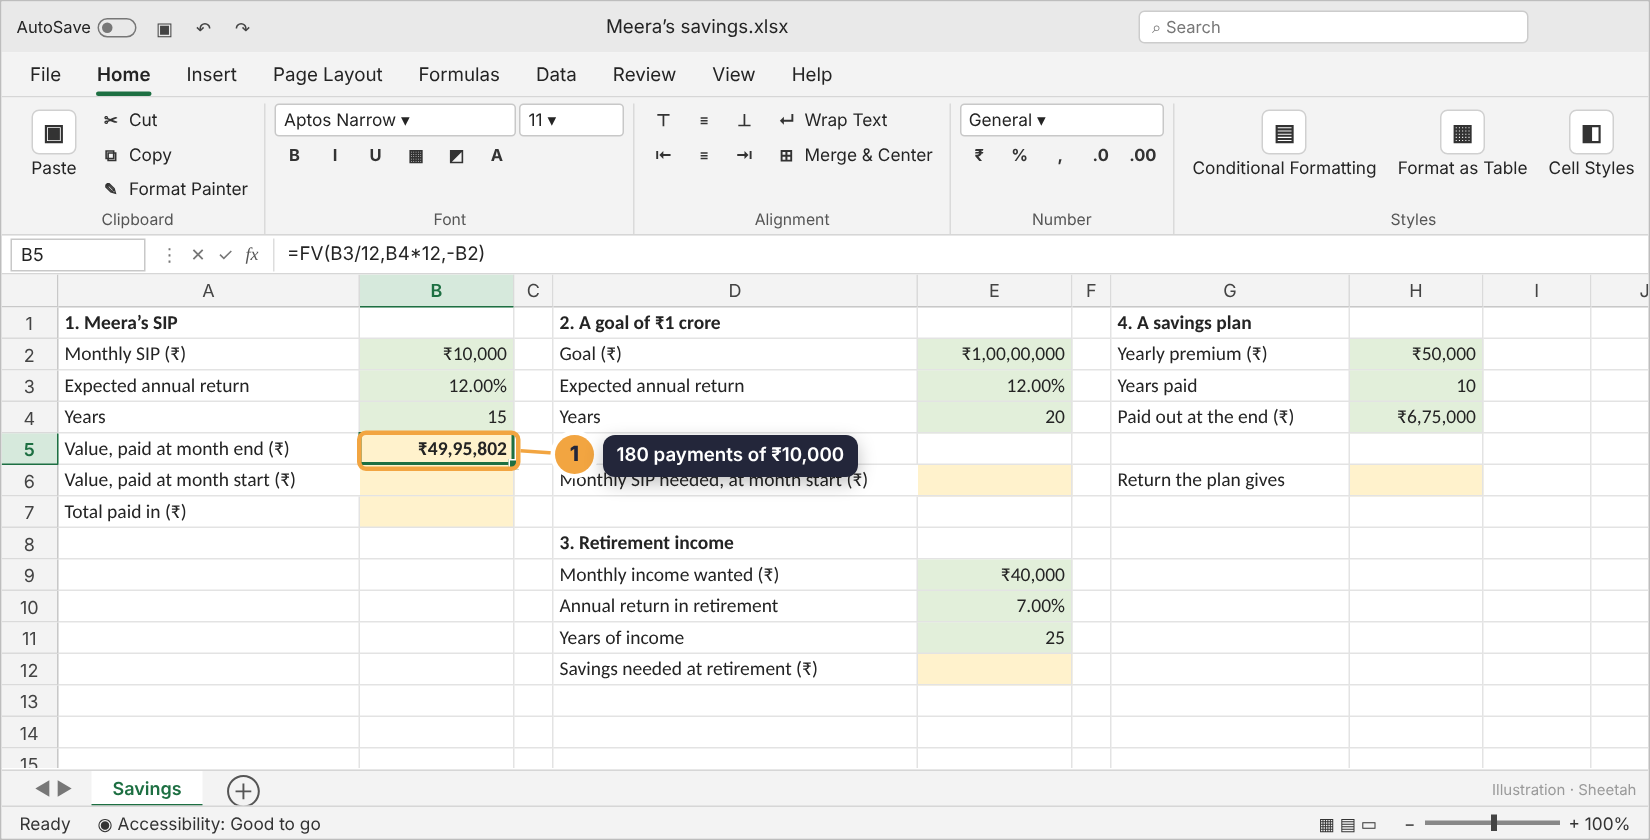 AutoSave
Meera’s savings.xlsx
Search
File Home Insert Page Layout Formulas Data Review View Help
Paste
Cut
Copy
Format Painter
Clipboard
Aptos Narrow 11
B I U A
Font
Wrap Text
Merge & Center
Alignment
General
₹ % , .0 .00
Number
Conditional Formatting Format as Table Cell Styles
Styles
B5 fx =FV(B3/12,B4*12,-B2)
A B C D E F G H I J
1 1. Meera’s SIP 2. A goal of ₹1 crore 4. A savings plan
2 Monthly SIP (₹) ₹10,000 Goal (₹) ₹1,00,00,000 Yearly premium (₹) ₹50,000
3 Expected annual return 12.00% Expected annual return 12.00% Years paid 10
4 Years 15 Years 20 Paid out at the end (₹) ₹6,75,000
5 Value, paid at month end (₹) ₹49,95,802 1 180 payments of ₹10,000
6 Value, paid at month start (₹) Monthly SIP needed, at month start (₹) Return the plan gives
7 Total paid in (₹)
8 3. Retirement income
9 Monthly income wanted (₹) ₹40,000
10 Annual return in retirement 7.00%
11 Years of income 25
12 Savings needed at retirement (₹)
13
14
15
Savings
Illustration · Sheetah
Ready Accessibility: Good to go − + 100%